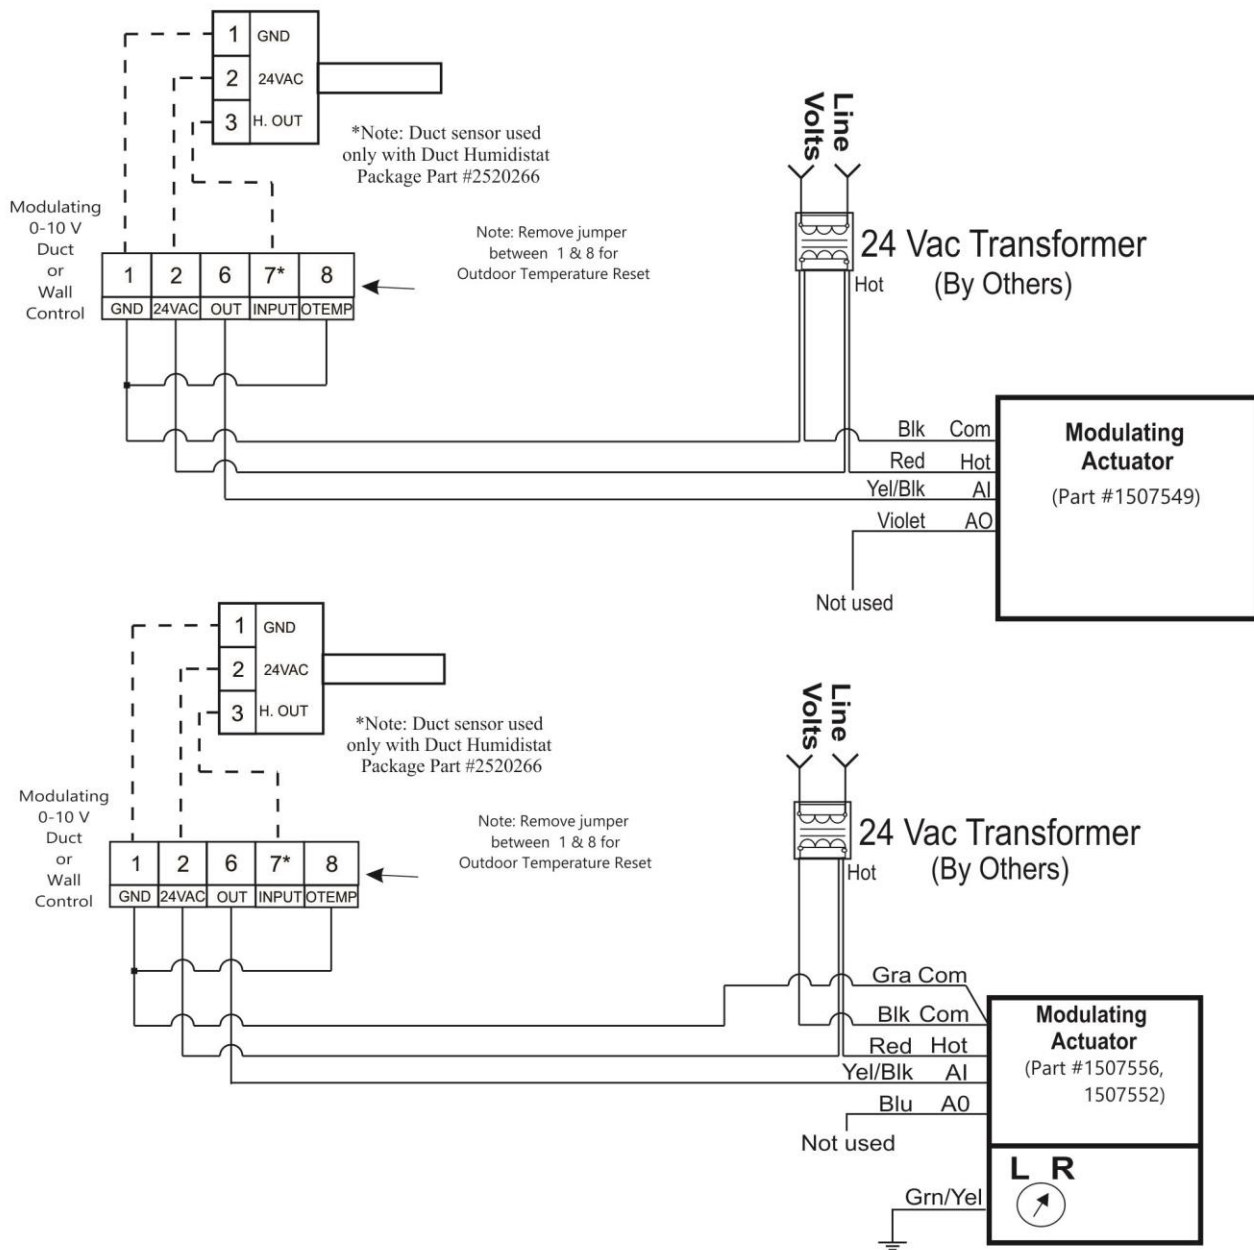 1 GND
2 24VAC
3 H. OUT
*Note: Duct sensor used
only with Duct Humidistat
Package Part #2520266
Modulating
0-10 V
Duct
or
Wall
Control
Note: Remove jumper
between 1 & 8 for
Outdoor Temperature Reset
1 2 6 7* 8
GND 24VAC OUT INPUT OTEMP
Line
Volts
24 Vac Transformer
(By Others)
Hot
Blk Com
Red Hot
Yel/Blk AI
Violet AO
Not used
Modulating
Actuator
(Part #1507549)
1 GND
2 24VAC
3 H. OUT
*Note: Duct sensor used
only with Duct Humidistat
Package Part #2520266
Modulating
0-10 V
Duct
or
Wall
Control
Note: Remove jumper
between 1 & 8 for
Outdoor Temperature Reset
1 2 6 7* 8
GND 24VAC OUT INPUT OTEMP
Line
Volts
24 Vac Transformer
(By Others)
Hot
Gra Com
Blk Com
Red Hot
Yel/Blk AI
Blu A0
Not used
Grn/Yel
Modulating
Actuator
(Part #1507556,
1507552)
L R